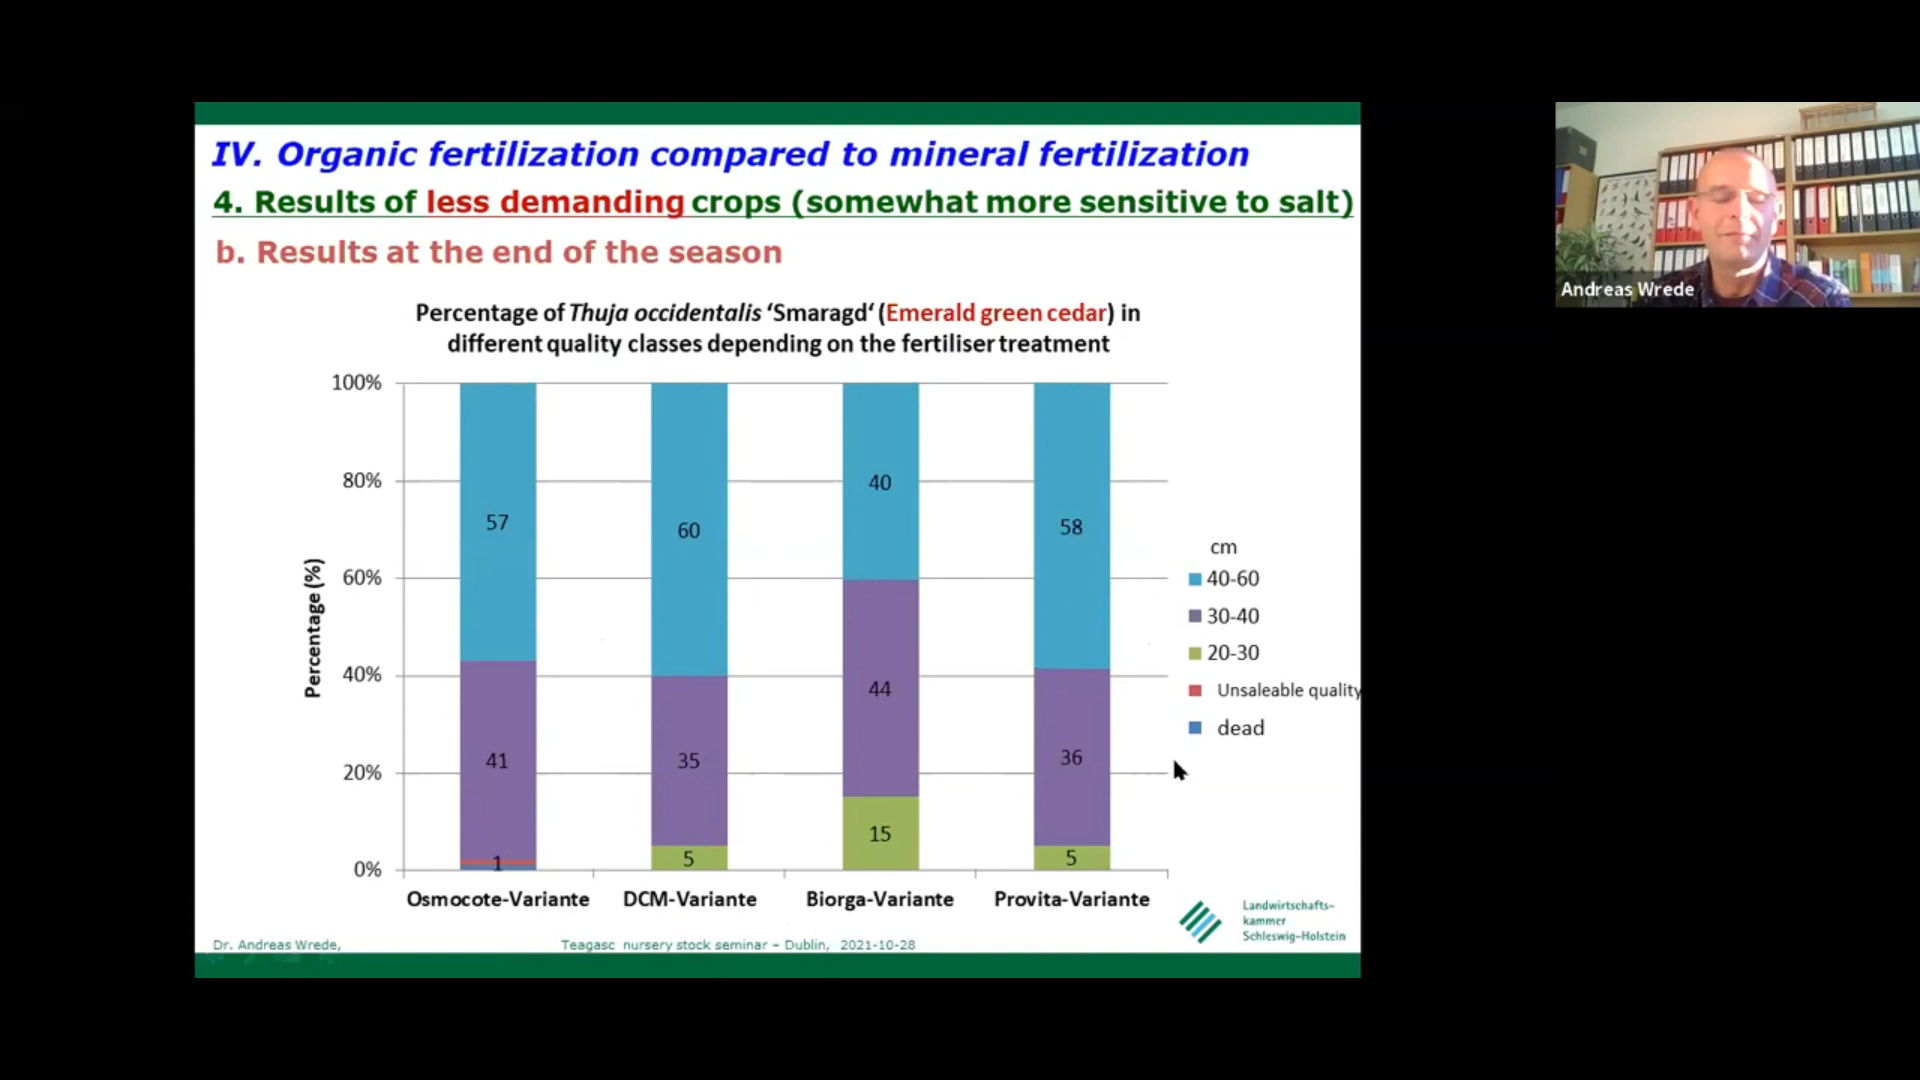 IV. Organic fertilization compared to mineral fertilization
4. Results of less demanding crops (somewhat more sensitive to salt)
b. Results at the end of the season
Percentage of Thuja occidentalis ‘Smaragd‘ (Emerald green cedar) in
different quality classes depending on the fertiliser treatment
Percentage (%)
100%
80%
60%
40%
20%
0%
57
41
1
60
35
5
40
44
15
58
36
5
Osmocote-Variante
DCM-Variante
Biorga-Variante
Provita-Variante
cm
40-60
30-40
20-30
Unsaleable quality
dead
Landwirtschafts-
kammer
Schleswig-Holstein
Dr. Andreas Wrede,
Teagasc nursery stock seminar – Dublin, 2021-10-28
Andreas Wrede